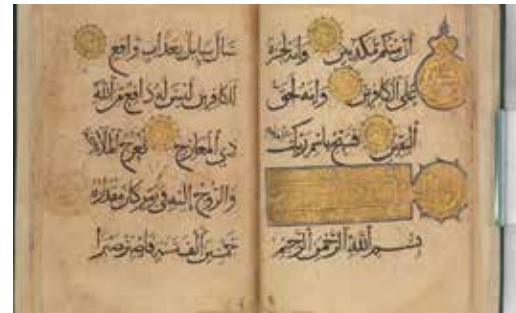 أن منكم مكذبين وإنه لحسرة
على الكافرين وإنه لحق
اليقين فسبح باسم ربك
بسم الله الرحمن الرحيم
سأل سائل بعذاب واقع
للكافرين ليس له دافع من الله
ذي المعارج تعرج الملائكة
والروح إليه في يوم كان مقداره
خمسين ألف سنة فاصبر صبرا